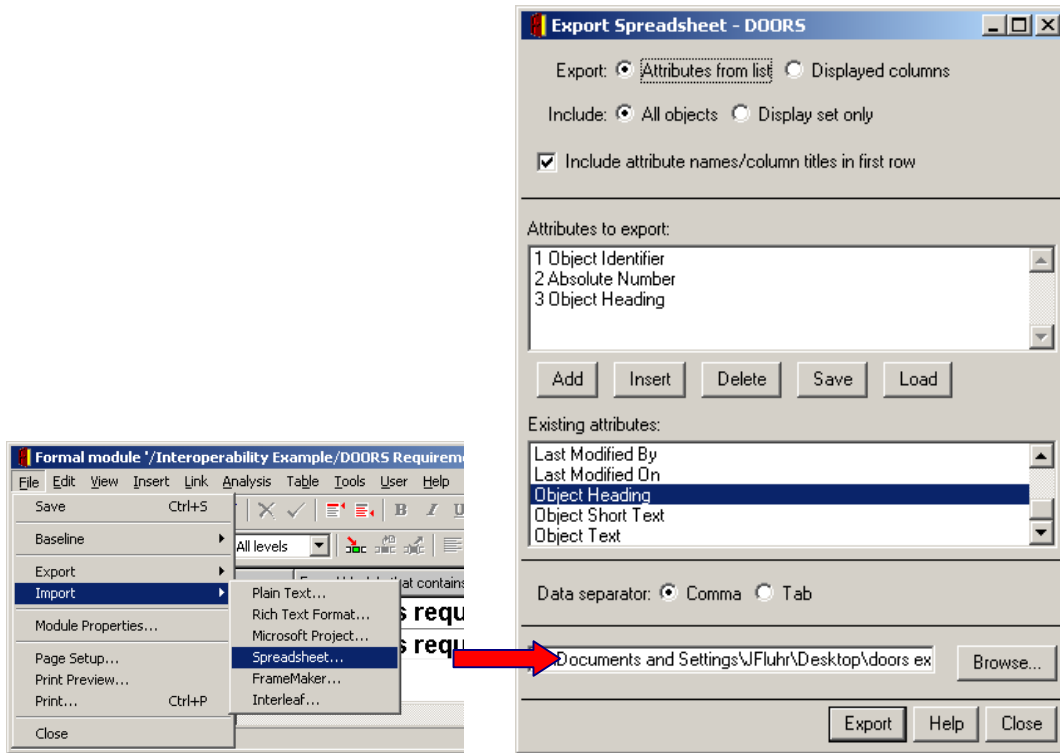 Formal module '/Interoperability Example/DOORS Requirem
File Edit View Insert Link Analysis Table Tools User Help
Save Ctrl+S
Baseline
Export
Import
Module Properties...
Page Setup...
Print Preview...
Print... Ctrl+P
Close
B I U
All levels
that contains
s requ
s requ
Plain Text...
Rich Text Format...
Microsoft Project...
Spreadsheet...
FrameMaker...
Interleaf...
Export Spreadsheet - DOORS
Export: Attributes from list Displayed columns
Include: All objects Display set only
Include attribute names/column titles in first row
Attributes to export:
1 Object Identifier
2 Absolute Number
3 Object Heading
Add Insert Delete Save Load
Existing attributes:
Last Modified By
Last Modified On
Object Heading
Object Short Text
Object Text
Data separator: Comma Tab
Documents and Settings\JFluhr\Desktop\doors ex Browse...
Export Help Close